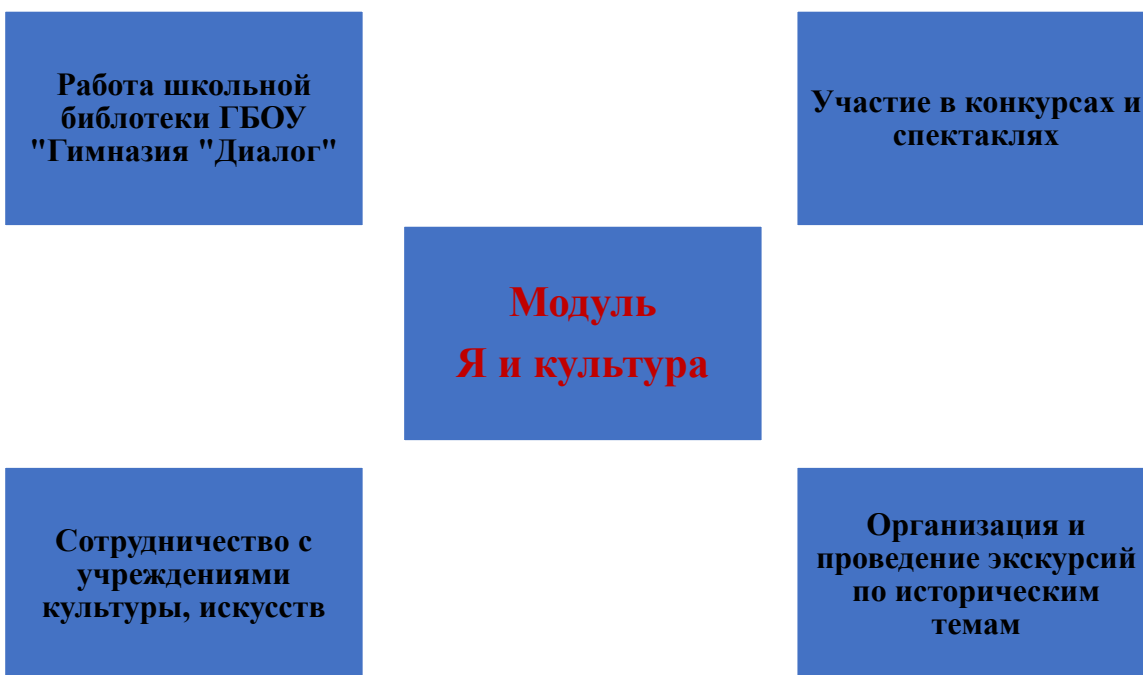 Работа школьной
библотеки ГБОУ
"Гимназия "Диалог"
Участие в конкурсах и
спектаклях
Модуль
Я и культура
Сотрудничество с
учреждениями
культуры, искусств
Организация и
проведение экскурсий
по историческим
темам